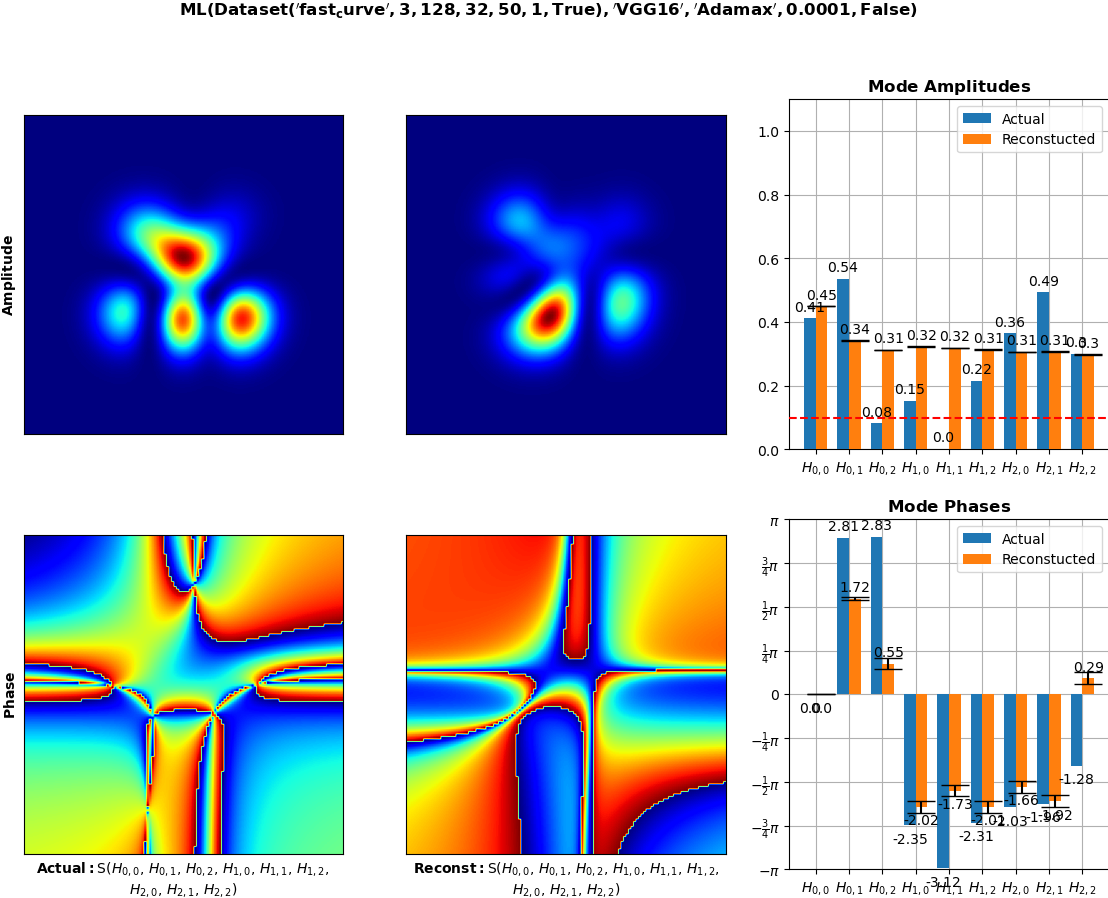 ML(Dataset('fast_curve', 3, 128, 32, 50, 1, True), 'VGG16', 'Adamax', 0.0001, False)
Amplitude
Mode Amplitudes
Actual
Reconstucted
1.0
0.8
0.6
0.4
0.2
0.0
0.41 0.54 0.08 0.15 0.0 0.22 0.36 0.49 0.3
0.45 0.34 0.31 0.32 0.32 0.31 0.31 0.31 0.3
H0,0 H0,1 H0,2 H1,0 H1,1 H1,2 H2,0 H2,1 H2,2
Phase
Actual: S(H0,0, H0,1, H0,2, H1,0, H1,1, H1,2,
H2,0, H2,1, H2,2)
Reconst: S(H0,0, H0,1, H0,2, H1,0, H1,1, H1,2,
H2,0, H2,1, H2,2)
Mode Phases
Actual
Reconstucted
π
3/4π
1/2π
1/4π
0
−1/4π
−1/2π
−3/4π
−π
0.0 2.81 2.83 -2.35 -3.12 -2.31 -2.03 -1.96 -1.28
0.0 1.72 0.55 -2.02 -1.73 -2.02 -1.66 -1.92 0.29
H0,0 H0,1 H0,2 H1,0 H1,1 H1,2 H2,0 H2,1 H2,2